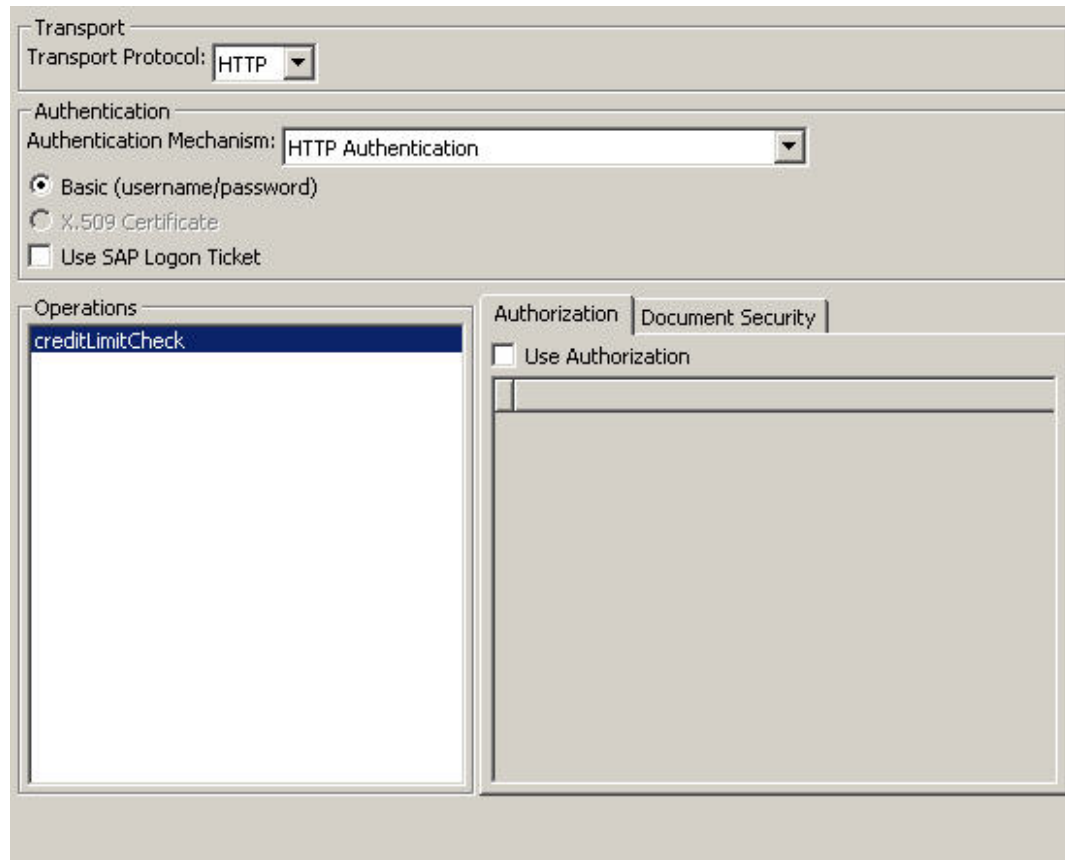 Transport
Transport Protocol: HTTP
Authentication
Authentication Mechanism: HTTP Authentication
Basic (username/password)
X.509 Certificate
Use SAP Logon Ticket
Operations
creditLimitCheck
Authorization Document Security
Use Authorization